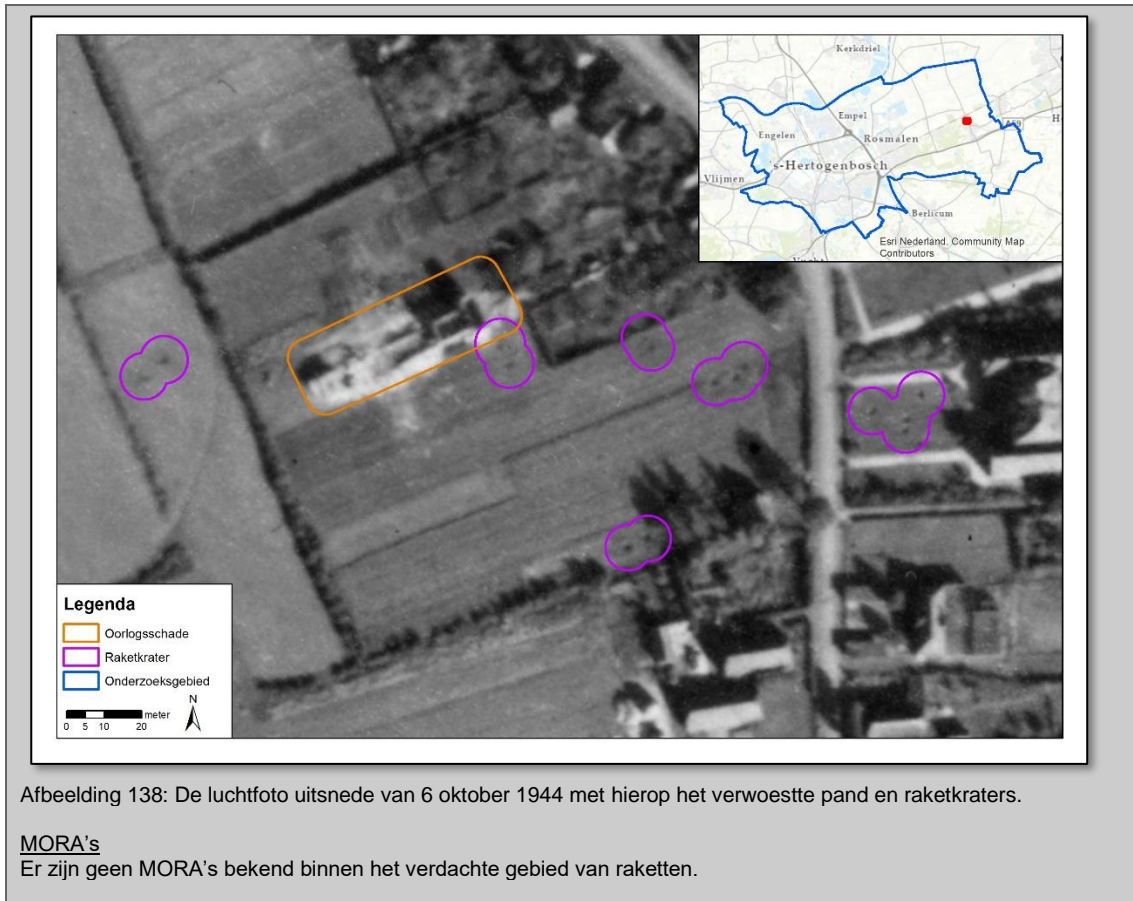 Kerkdriel
Empel
Engelen
Rosmalen
A59
s-Hertogenbosch
Vlijmen
Berlicum
Esri Nederland, Community Map
Contributors
Legenda
Oorlogsschade
Raketkrater
Onderzoeksgebied
N
meter
0 5 10 20
Afbeelding 138: De luchtfoto uitsnede van 6 oktober 1944 met hierop het verwoestte pand en raketkraters.
MORA's
Er zijn geen MORA's bekend binnen het verdachte gebied van raketten.